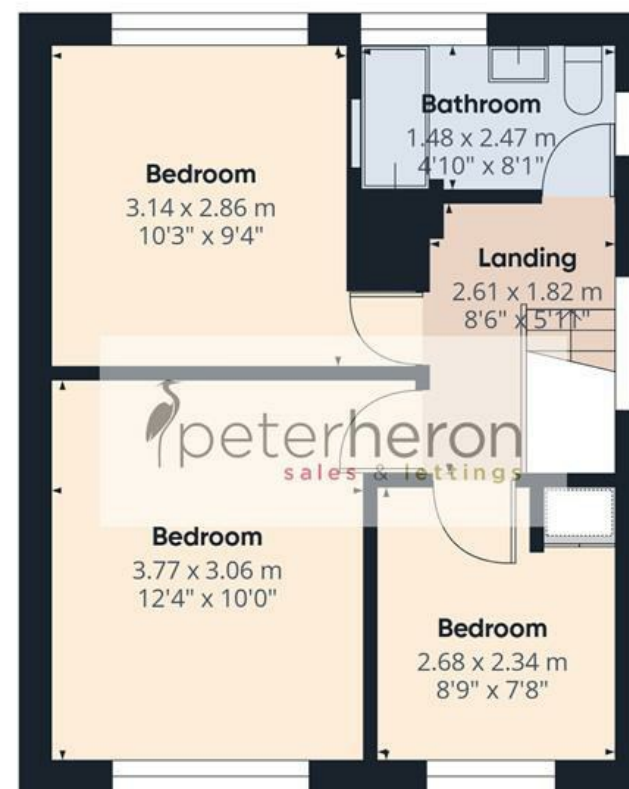 Bathroom
1.48 x 2.47 m
4'10" x 8'1"
Bedroom
3.14 x 2.86 m
10'3" x 9'4"
Landing
2.61 x 1.82 m
8'6" x 5'11"
peterheron
sales & lettings
Bedroom
3.77 x 3.06 m
12'4" x 10'0"
Bedroom
2.68 x 2.34 m
8'9" x 7'8"